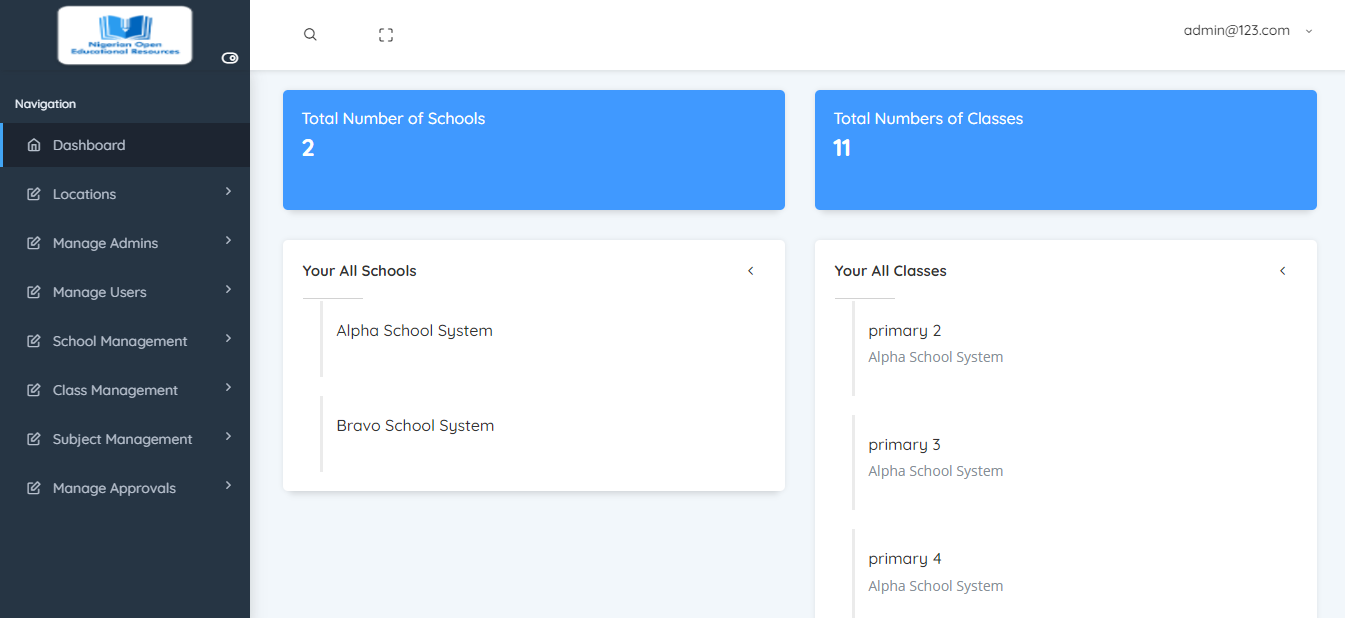 Nigerian Open
Educational Resources
admin@123.com
Navigation
Dashboard
Locations
Manage Admins
Manage Users
School Management
Class Management
Subject Management
Manage Approvals
Total Number of Schools
2
Total Numbers of Classes
11
Your All Schools
Alpha School System
Bravo School System
Your All Classes
primary 2
Alpha School System
primary 3
Alpha School System
primary 4
Alpha School System